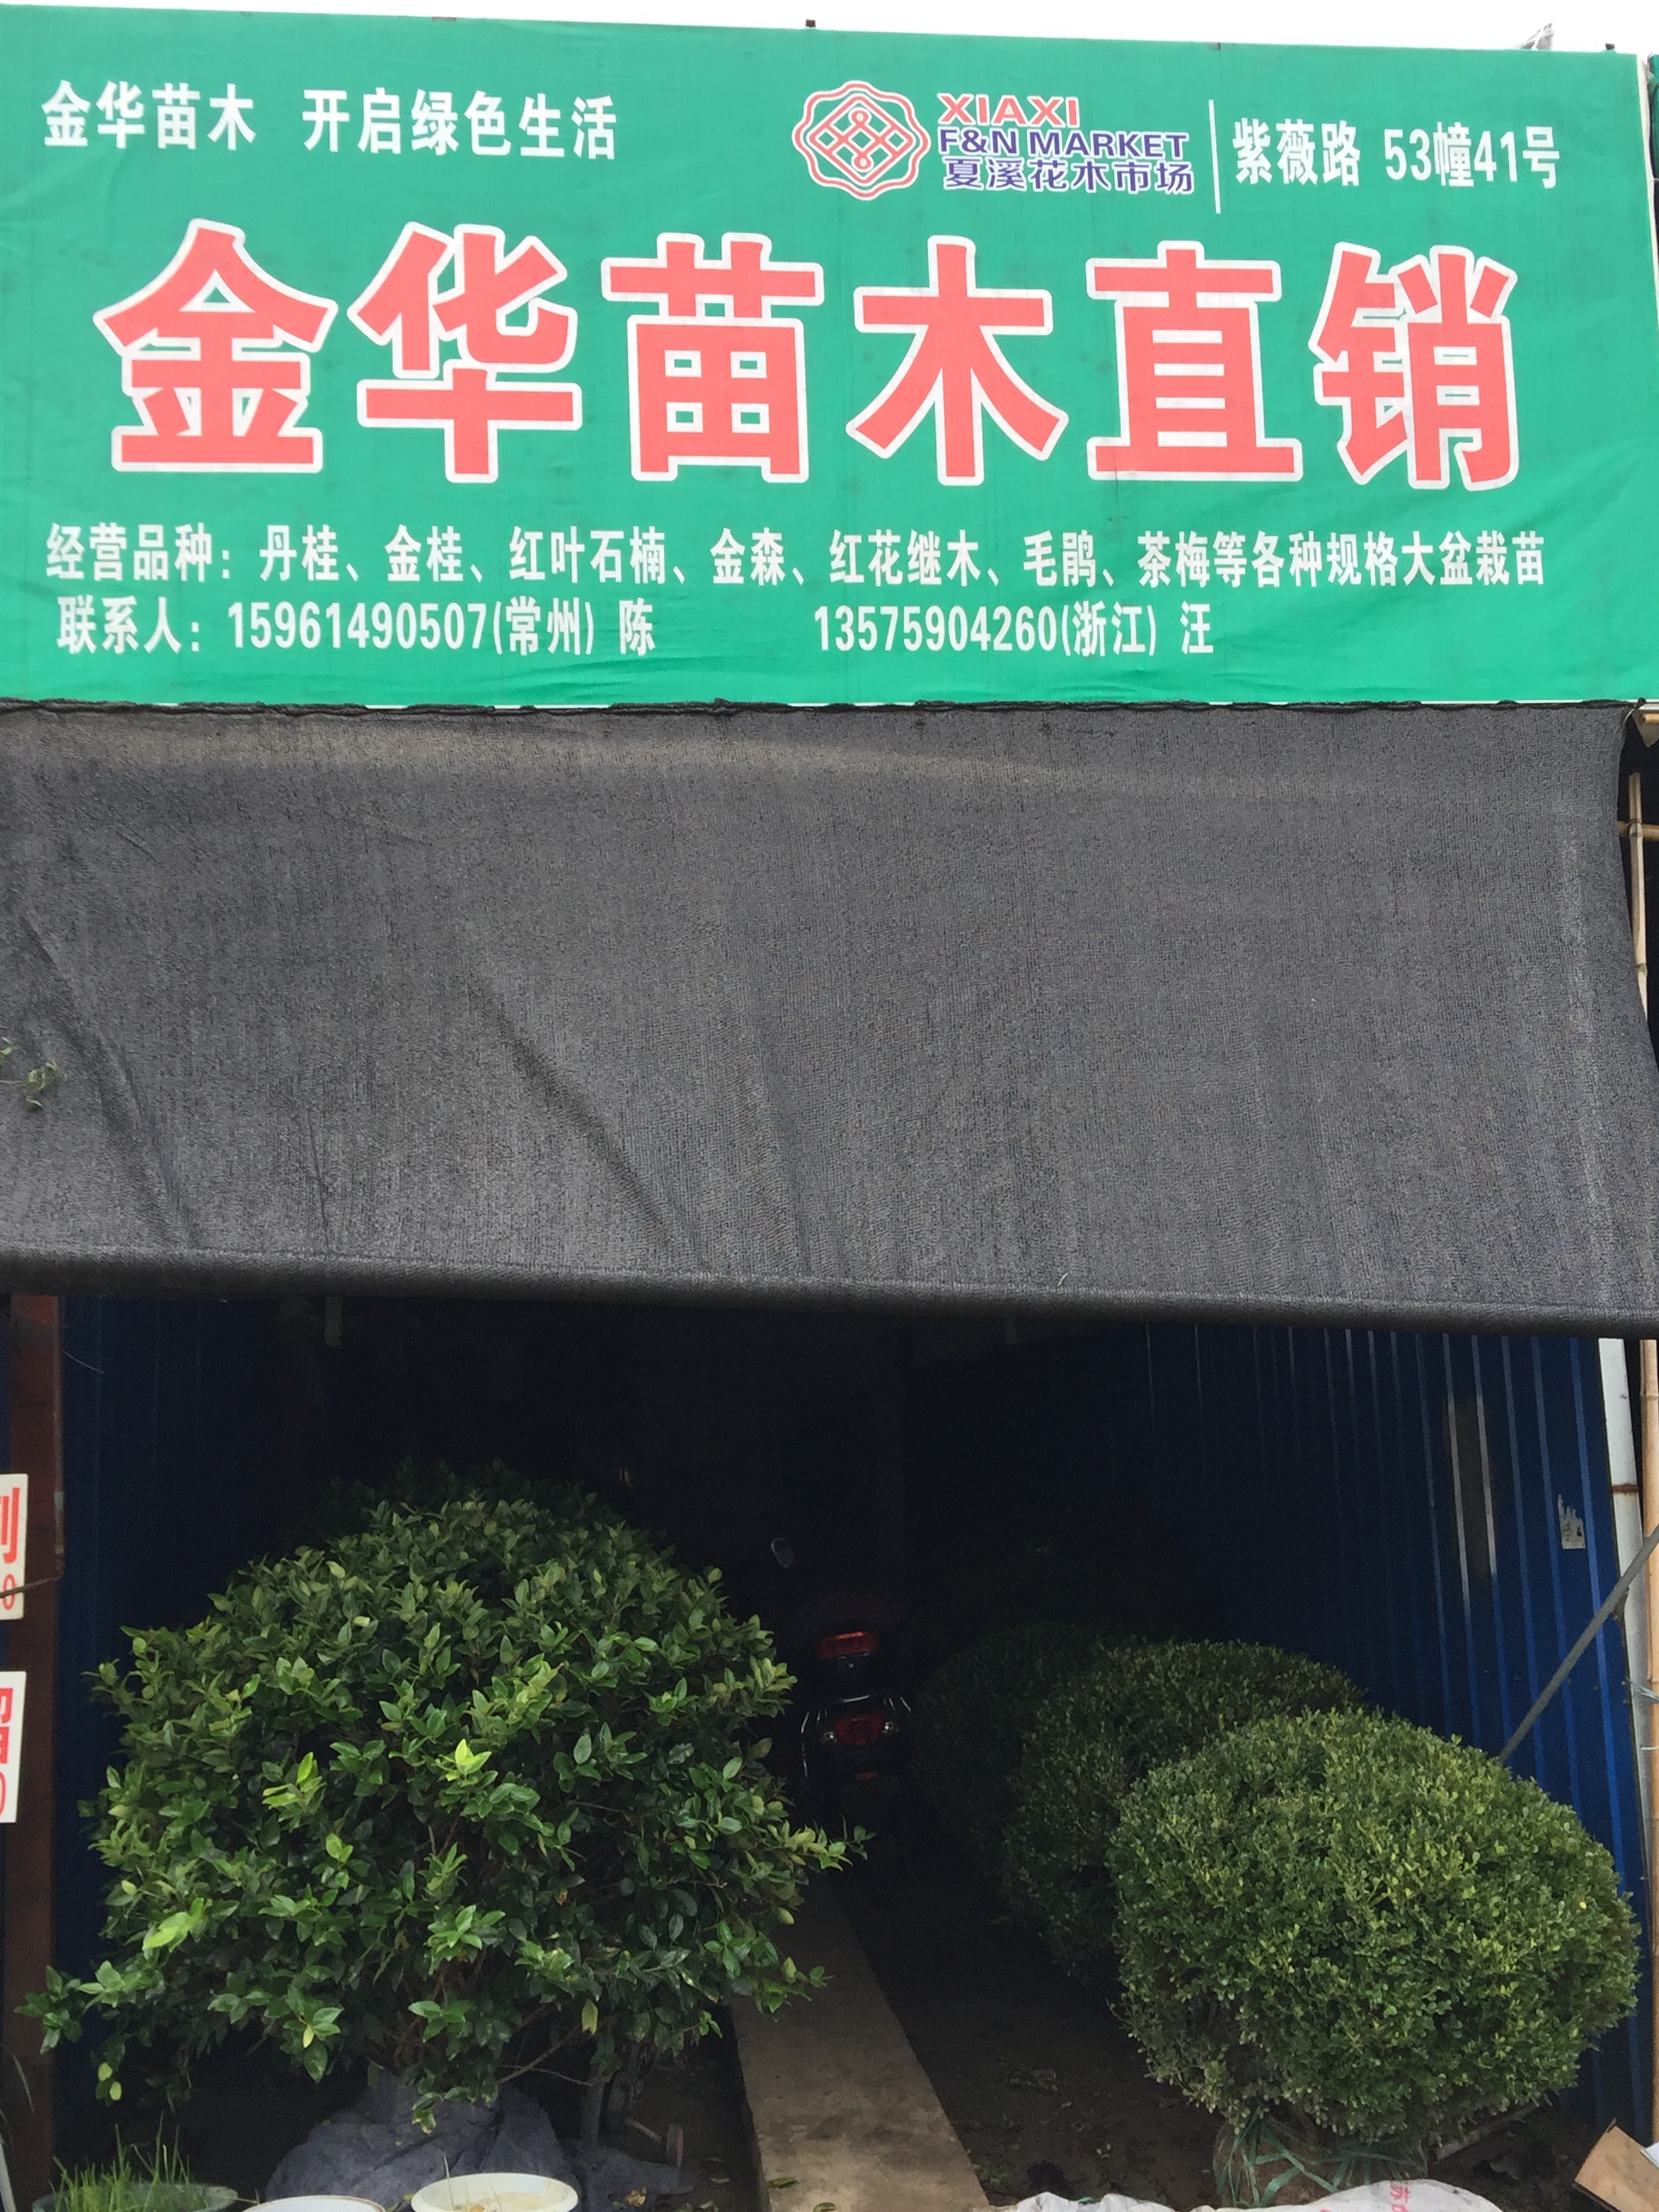 金华苗木 开启绿色生活
XIAXI
F&N MARKET
夏溪花木市场
紫薇路 53幢41号
金华苗木直销
经营品种：丹桂、金桂、红叶石楠、金森、红花继木、毛鹃、茶梅等各种规格大盆栽苗
联系人：15961490507(常州) 陈 13575904260(浙江) 汪